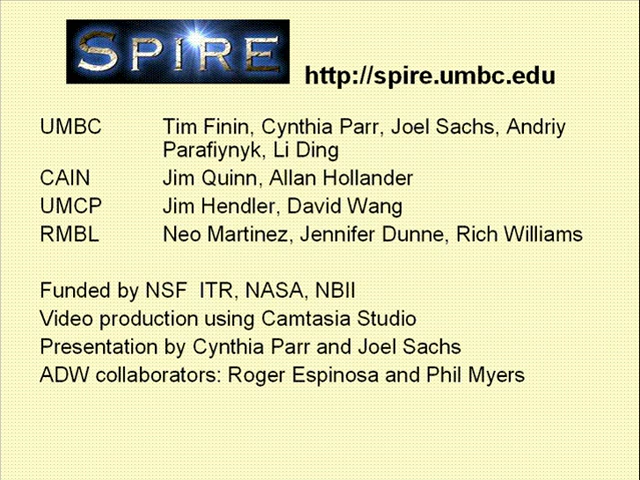 SPIRE http://spire.umbc.edu
UMBC Tim Finin, Cynthia Parr, Joel Sachs, Andriy
Parafiynyk, Li Ding
CAIN Jim Quinn, Allan Hollander
UMCP Jim Hendler, David Wang
RMBL Neo Martinez, Jennifer Dunne, Rich Williams
Funded by NSF ITR, NASA, NBII
Video production using Camtasia Studio
Presentation by Cynthia Parr and Joel Sachs
ADW collaborators: Roger Espinosa and Phil Myers